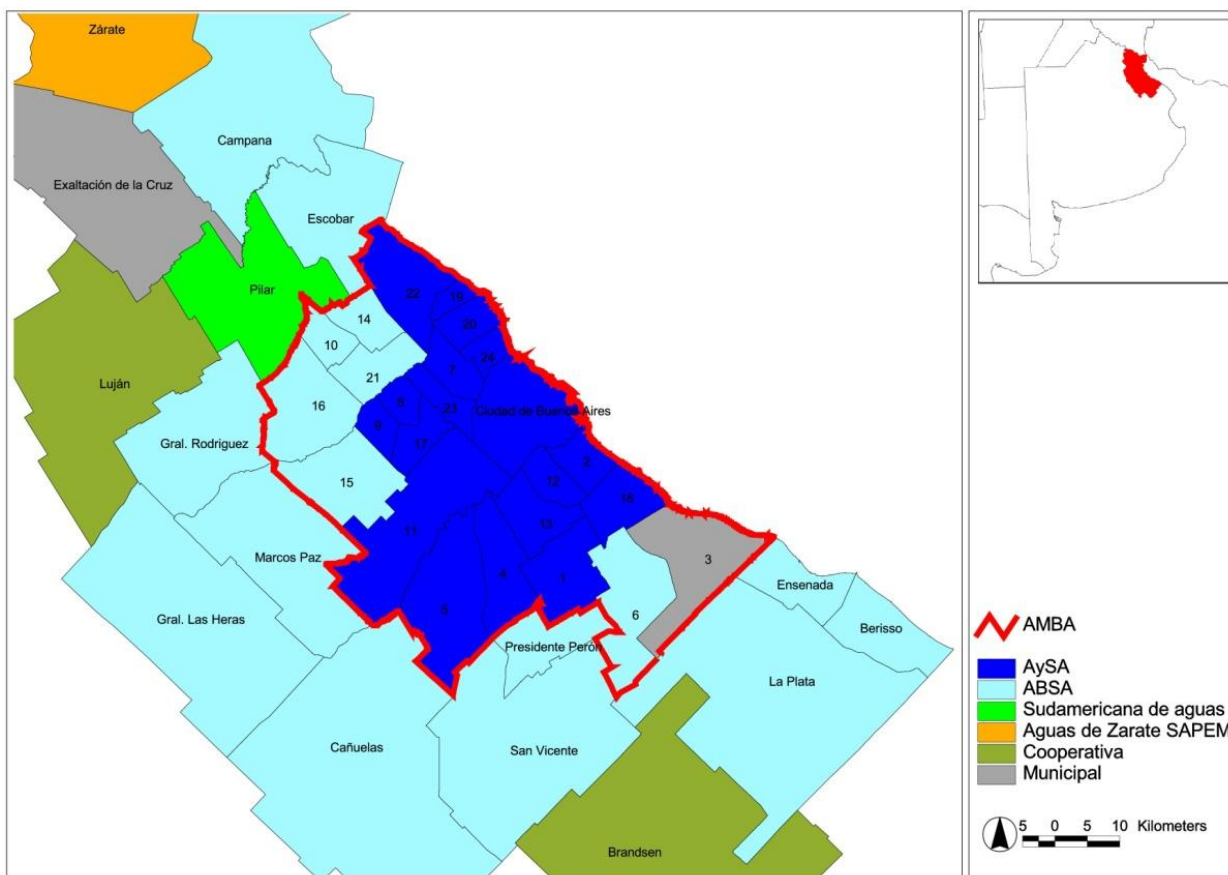 Zárate
Campana
Exaltación de la Cruz
Escobar
Pilar
22
19
14
20
10
24
7
21
Luján
8
16
23
Ciudad de Buenos Aires
9
Gral. Rodriguez
17
2
12
15
18
13
11
Marcos Paz
3
4
1
Ensenada
5
6
Gral. Las Heras
Berisso
Presidente Perón
La Plata
Cañuelas
San Vicente
Brandsen
AMBA
AySA
ABSA
Sudamericana de aguas
Aguas de Zarate SAPEM
Cooperativa
Municipal
5 0 5 10 Kilometers